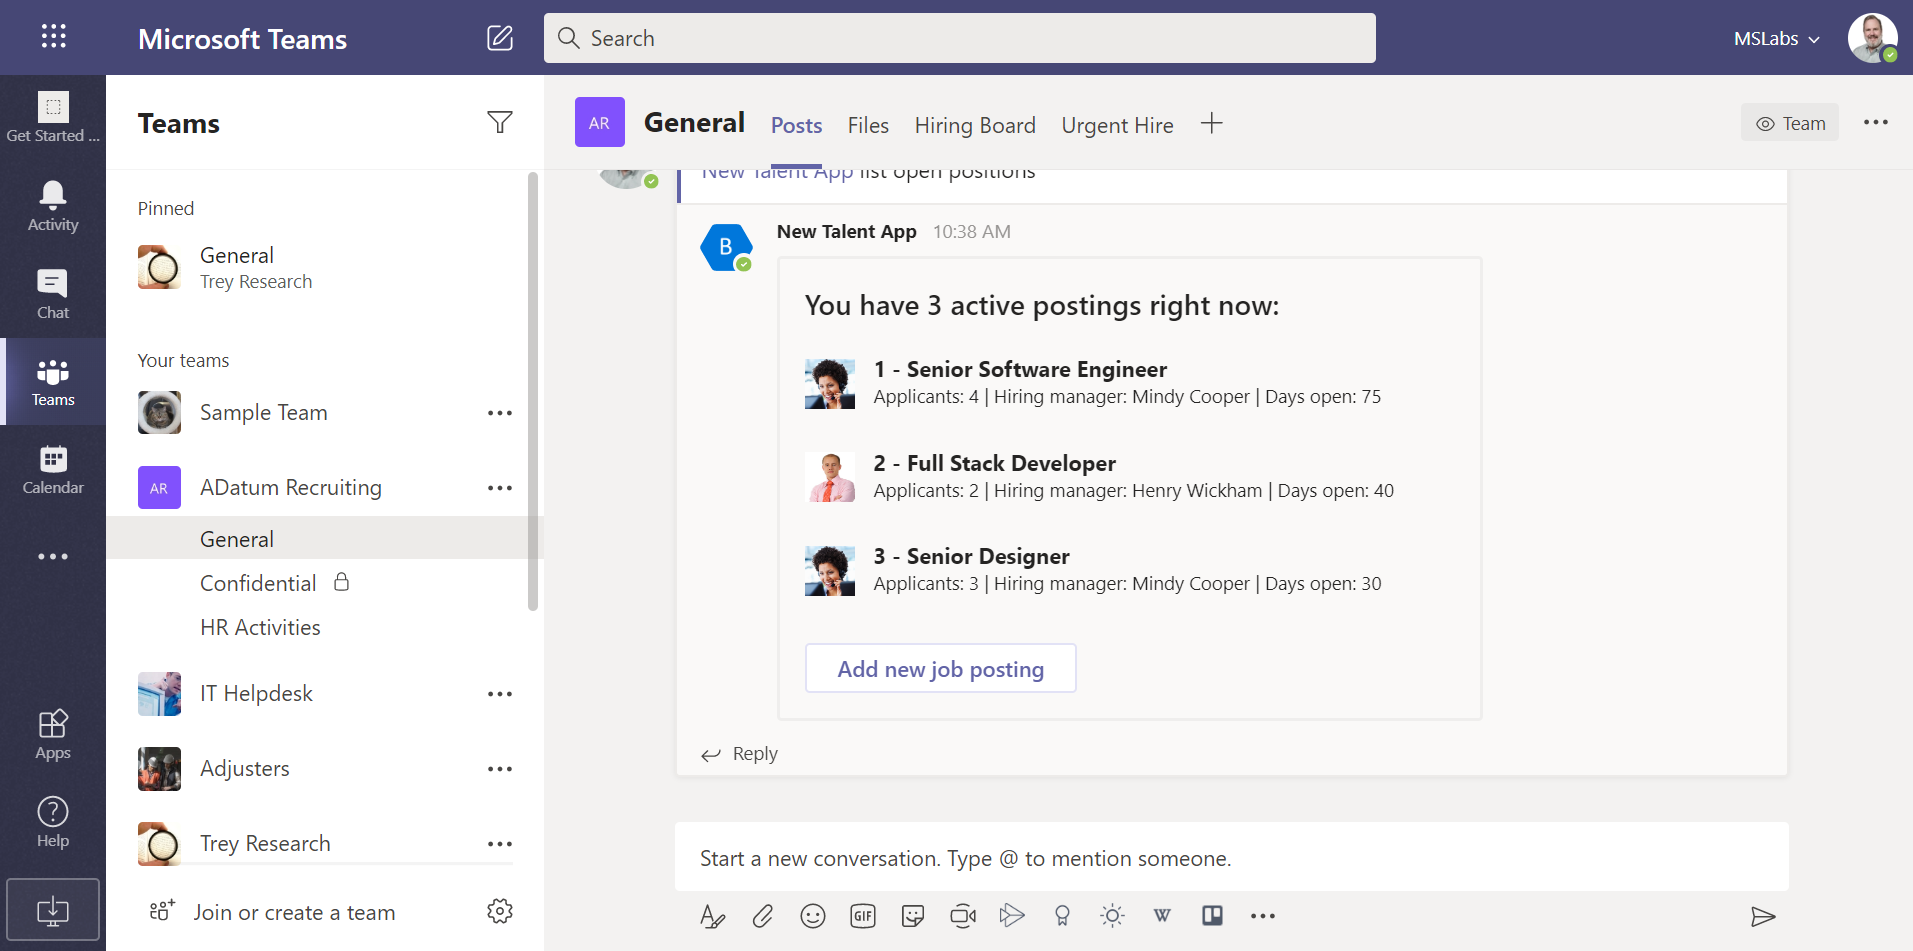 Microsoft Teams
Search
MSLabs
Get Started ...
Activity
Chat
Teams
Calendar
Apps
Help
Teams
Pinned
General
Trey Research
Your teams
Sample Team
AR
ADatum Recruiting
General
Confidential
HR Activities
IT Helpdesk
Adjusters
Trey Research
Join or create a team
AR
General
Posts
Files
Hiring Board
Urgent Hire
Team
New Talent App list open positions
B
New Talent App 10:38 AM
You have 3 active postings right now:
1 - Senior Software Engineer
Applicants: 4 | Hiring manager: Mindy Cooper | Days open: 75
2 - Full Stack Developer
Applicants: 2 | Hiring manager: Henry Wickham | Days open: 40
3 - Senior Designer
Applicants: 3 | Hiring manager: Mindy Cooper | Days open: 30
Add new job posting
Reply
Start a new conversation. Type @ to mention someone.
GIF
W